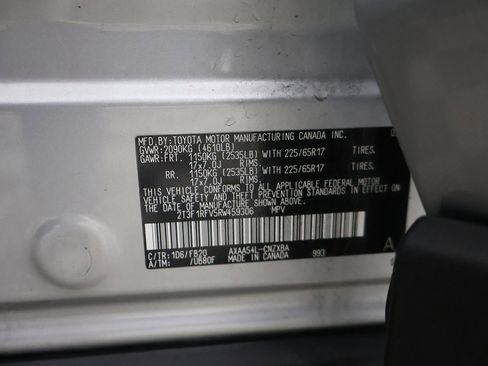 MFD.BY:TOYOTA MOTOR MANUFACTURING CANADA INC.
GVWR:2090KG (4610LB)
GAWR:FRT. 1150KG (2535LB) WITH 225/65R17 TIRES,
17x7.0J RIMS
RR. 1150KG (2535LB) WITH 225/65R17 TIRES,
17x7.0J RIMS
THIS VEHICLE CONFORMS TO ALL APPLICABLE FEDERAL MOTOR
VEHICLE SAFETY AND THEFT PREVENTION STANDARDS IN EFFECT ON
THE DATE OF MANUFACTURE SHOWN ABOVE.
2T3F1RFV5RW459306 MPV
C/TR:1D6/FB20 AXAA54L-CNZXBA A
A/TM: /UB80F MADE IN CANADA 993